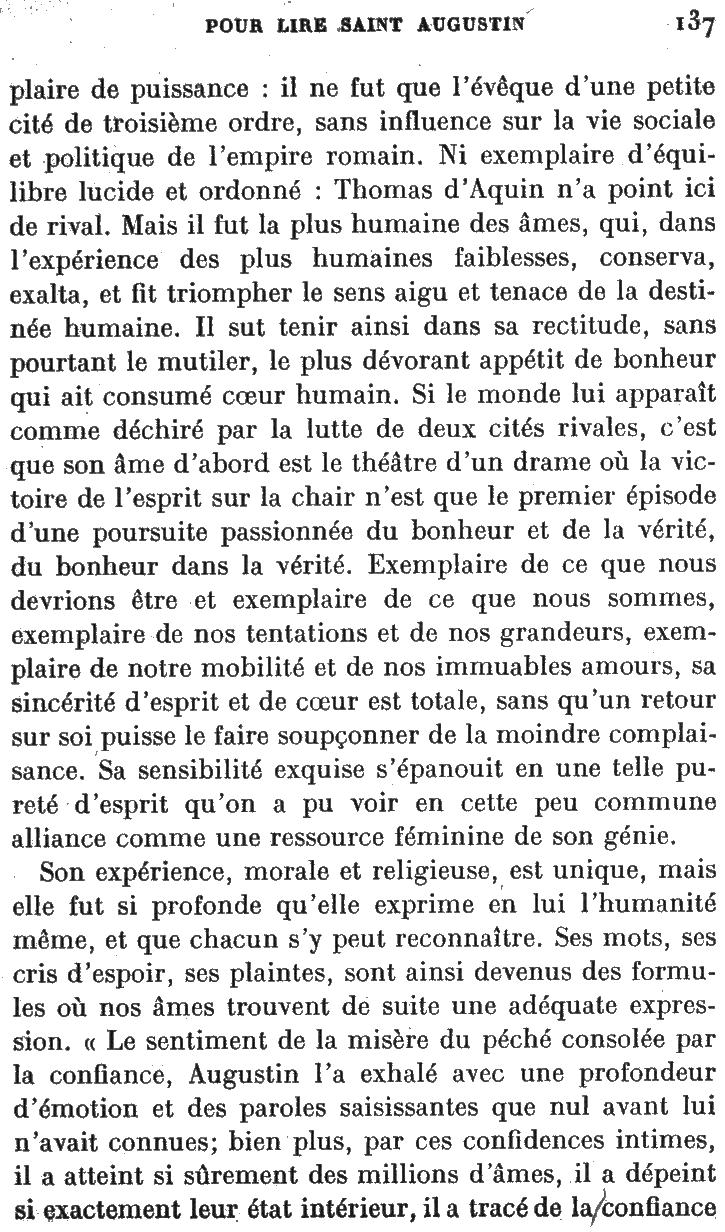 POUR LIRE SAINT AUGUSTIN 137
plaire de puissance : il ne fut que l'évêque d'une petite
cité de troisième ordre, sans influence sur la vie sociale
et politique de l'empire romain. Ni exemplaire d'équi-
libre lucide et ordonné : Thomas d'Aquin n'a point ici
de rival. Mais il fut la plus humaine des âmes, qui, dans
l'expérience des plus humaines faiblesses, conserva,
exalta, et fit triompher le sens aigu et tenace de la desti-
née humaine. Il sut tenir ainsi dans sa rectitude, sans
pourtant le mutiler, le plus dévorant appétit de bonheur
qui ait consumé cœur humain. Si le monde lui apparaît
comme déchiré par la lutte de deux cités rivales, c'est
que son âme d'abord est le théâtre d'un drame où la vic-
toire de l'esprit sur la chair n'est que le premier épisode
d'une poursuite passionnée du bonheur et de la vérité,
du bonheur dans la vérité. Exemplaire de ce que nous
devrions être et exemplaire de ce que nous sommes,
exemplaire de nos tentations et de nos grandeurs, exem-
plaire de notre mobilité et de nos immuables amours, sa
sincérité d'esprit et de cœur est totale, sans qu'un retour
sur soi puisse le faire soupçonner de la moindre complai-
sance. Sa sensibilité exquise s'épanouit en une telle pu-
reté d'esprit qu'on a pu voir en cette peu commune
alliance comme une ressource féminine de son génie.
Son expérience, morale et religieuse, est unique, mais
elle fut si profonde qu'elle exprime en lui l'humanité
même, et que chacun s'y peut reconnaître. Ses mots, ses
cris d'espoir, ses plaintes, sont ainsi devenus des formu-
les où nos âmes trouvent de suite une adéquate expres-
sion. « Le sentiment de la misère du péché consolée par
la confiance, Augustin l'a exhalé avec une profondeur
d'émotion et des paroles saisissantes que nul avant lui
n'avait connues; bien plus, par ces confidences intimes,
il a atteint si sûrement des millions d'âmes, il a dépeint
si exactement leur état intérieur, il a tracé de la confiance